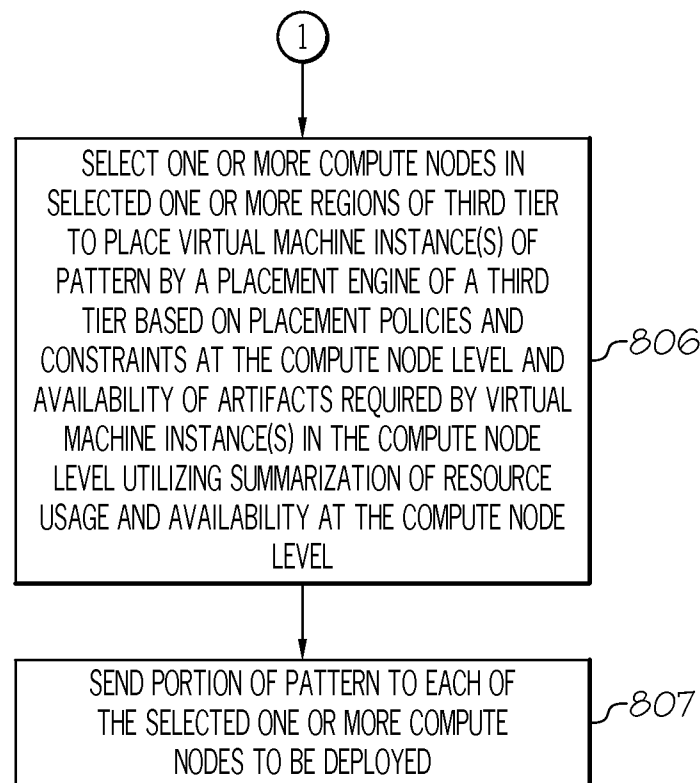 1
SELECT ONE OR MORE COMPUTE NODES IN
SELECTED ONE OR MORE REGIONS OF THIRD TIER
TO PLACE VIRTUAL MACHINE INSTANCE(S) OF
PATTERN BY A PLACEMENT ENGINE OF A THIRD
TIER BASED ON PLACEMENT POLICIES AND
CONSTRAINTS AT THE COMPUTE NODE LEVEL AND
AVAILABILITY OF ARTIFACTS REQUIRED BY VIRTUAL
MACHINE INSTANCE(S) IN THE COMPUTE NODE
LEVEL UTILIZING SUMMARIZATION OF RESOURCE
USAGE AND AVAILABILITY AT THE COMPUTE NODE
LEVEL
806
SEND PORTION OF PATTERN TO EACH OF
THE SELECTED ONE OR MORE COMPUTE
NODES TO BE DEPLOYED
807